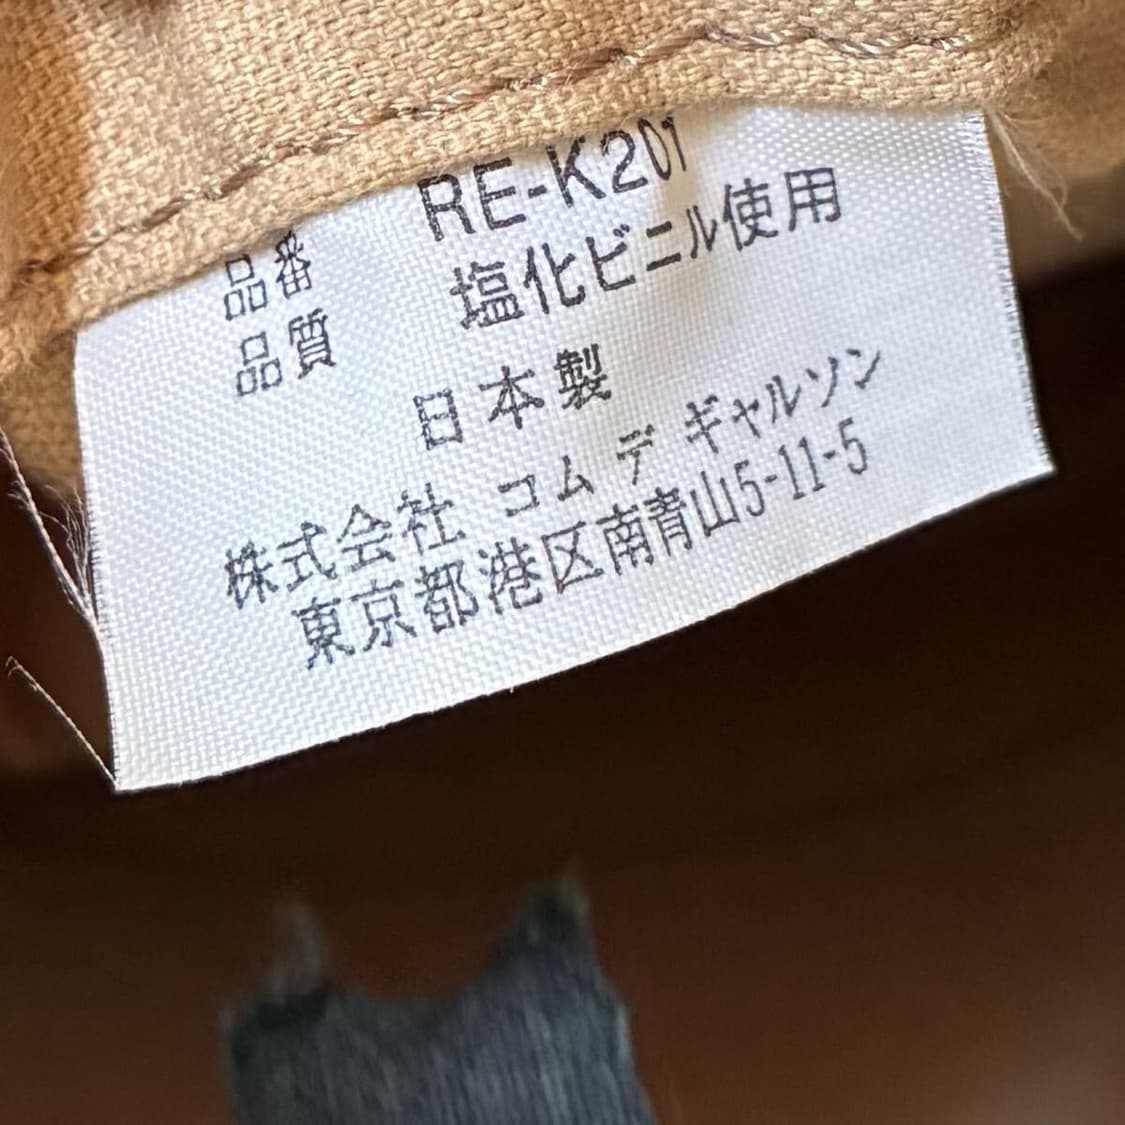 品番 RE-K201
品質 塩化ビニル使用
日本製
株式会社 コム デ ギャルソン
東京都港区南青山5-11-5